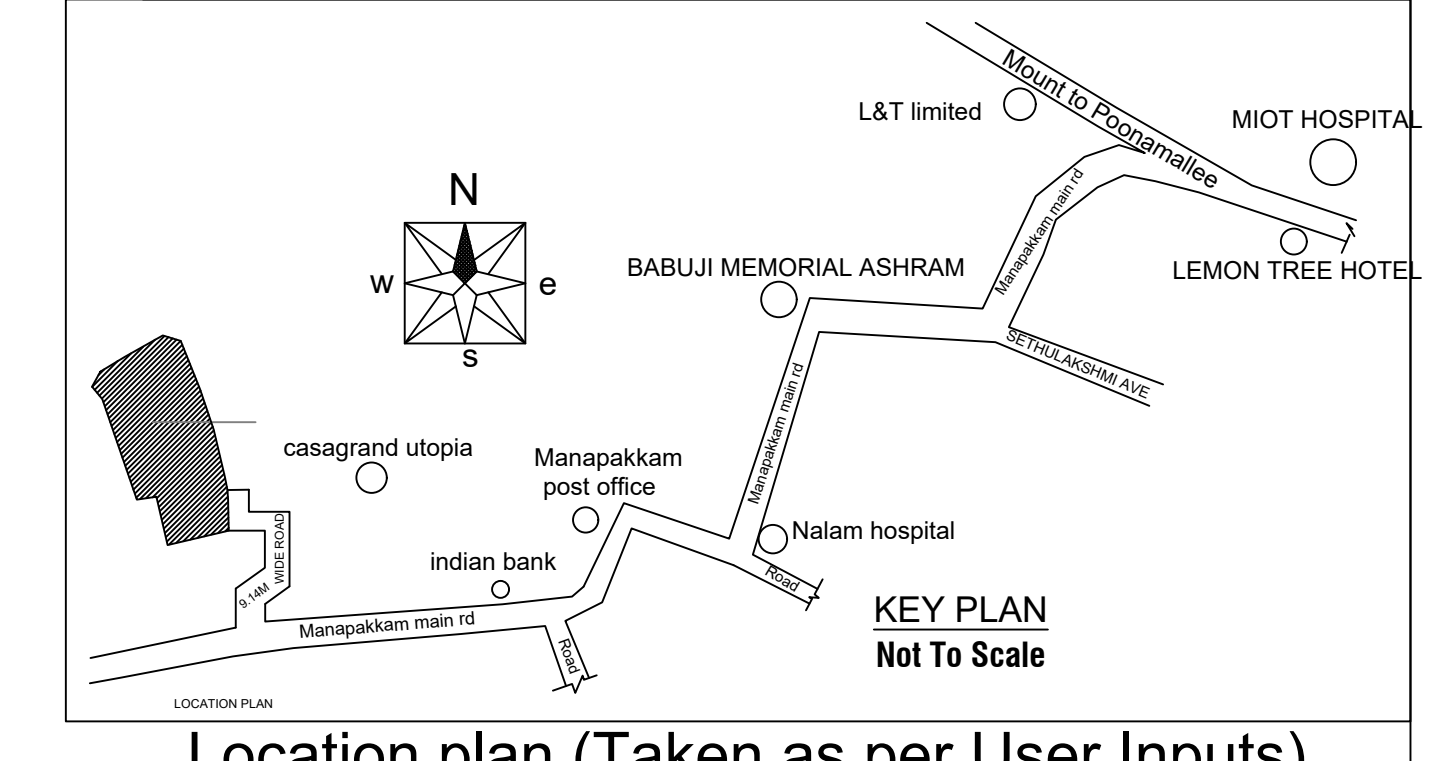 Mount to Poonamallee
L&T limited
MIOT HOSPITAL
Manapakkam main rd
N
BABUJI MEMORIAL ASHRAM
LEMON TREE HOTEL
w
e
s
SETHULAKSHMI AVE
Manapakkam main rd
casagrand utopia
Manapakkam
post office
Nalam hospital
WIDE ROAD
indian bank
Road
9.14M
KEY PLAN
Manapakkam main rd
Not To Scale
Road
LOCATION PLAN
Location plan (Taken as per User Inputs)